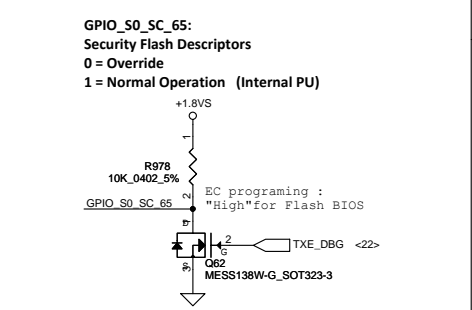 GPIO_S0_SC_65:
Security Flash Descriptors
0 = Override
1 = Normal Operation (Internal PU)
+1.8VS
1
R978
10K_0402_5%
2
GPIO_S0_SC_65
EC programing :
"High"for Flash BIOS
D
1
2
G
TXE_DBG <22>
S
3
Q62
MESS138W-G_SOT323-3